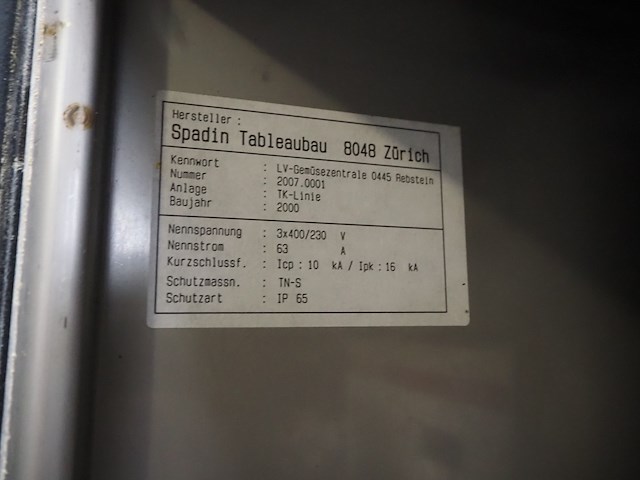 Hersteller :
Spadin Tableaubau 8048 Zürich
Kennwort : LV-Gemüsezentrale 0445 Rebstein
Nummer : 2007.0001
Anlage : TK-Linie
Baujahr : 2000
Nennspannung : 3x400/230 V
Nennstrom : 63 A
Kurzschlussf. : Icp : 10 kA / Ipk : 16 kA
Schutzmassn. : TN-S
Schutzart : IP 65